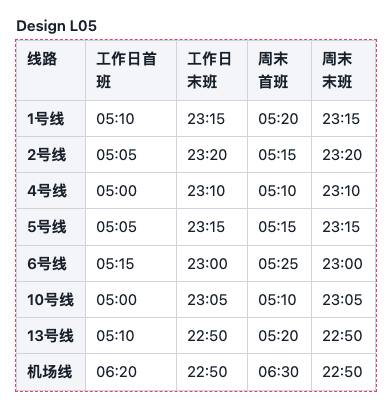 Design L05
线路 工作日首班 工作日末班 周末首班 周末末班
1号线 05:10 23:15 05:20 23:15
2号线 05:05 23:20 05:15 23:20
4号线 05:00 23:10 05:10 23:10
5号线 05:05 23:15 05:15 23:15
6号线 05:15 23:00 05:25 23:00
10号线 05:00 23:05 05:10 23:05
13号线 05:10 22:50 05:20 22:50
机场线 06:20 22:50 06:30 22:50